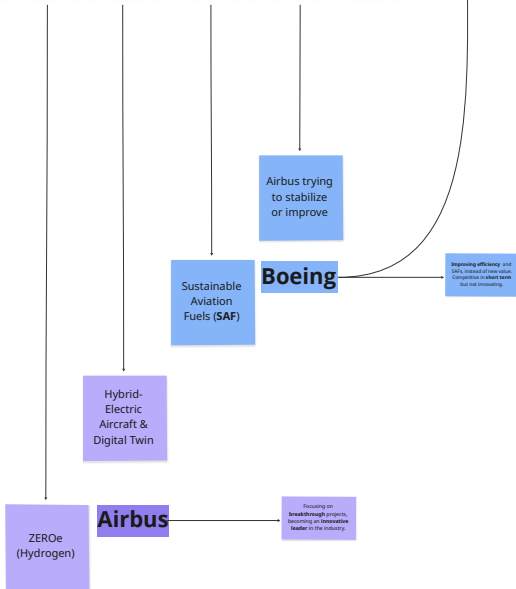 Airbus trying
to stabilize
or improve
Sustainable
Aviation
Fuels (SAF)
Boeing
Improving efficiency and
SAFs, instead of new value.
Competitive in short term
but not innovating.
Hybrid-
Electric
Aircraft &
Digital Twin
ZEROe
(Hydrogen)
Airbus
Focusing on
breakthrough projects,
becoming an innovative
leader in the industry.